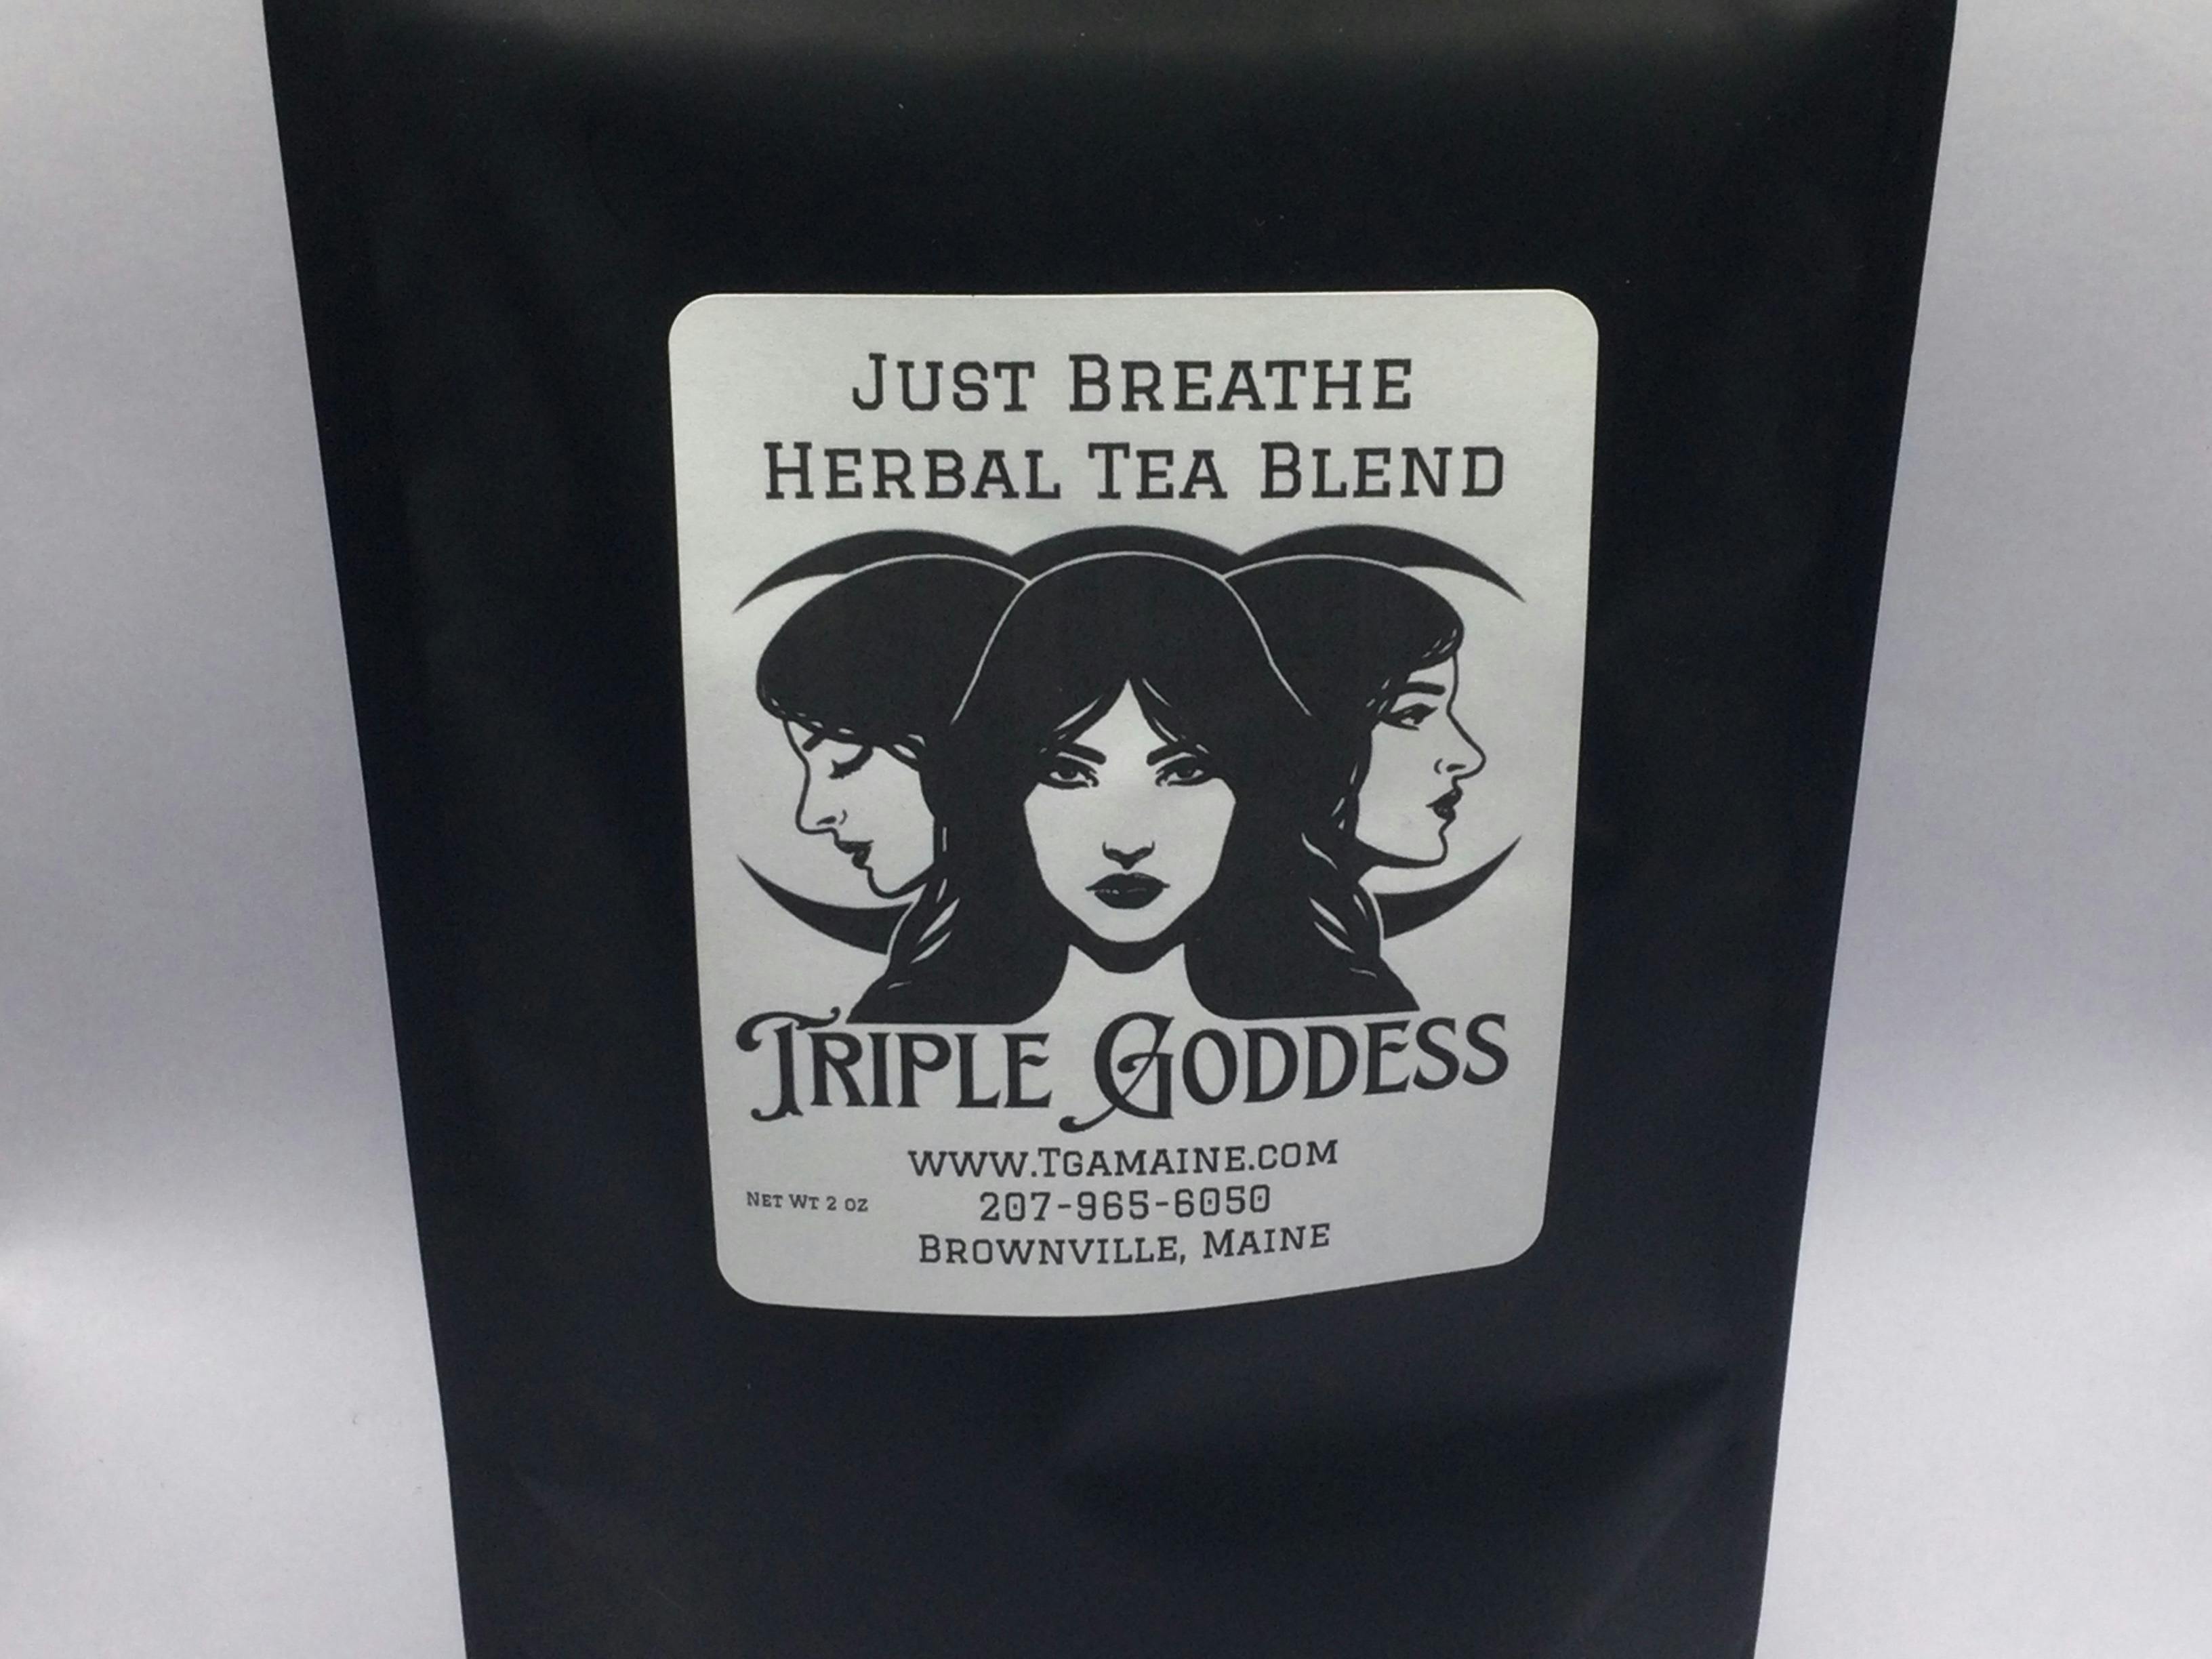 Just Breathe
Herbal Tea Blend
Triple Goddess
www.Tgamaine.com
Net Wt 2 oz
207-965-6050
Brownville, Maine